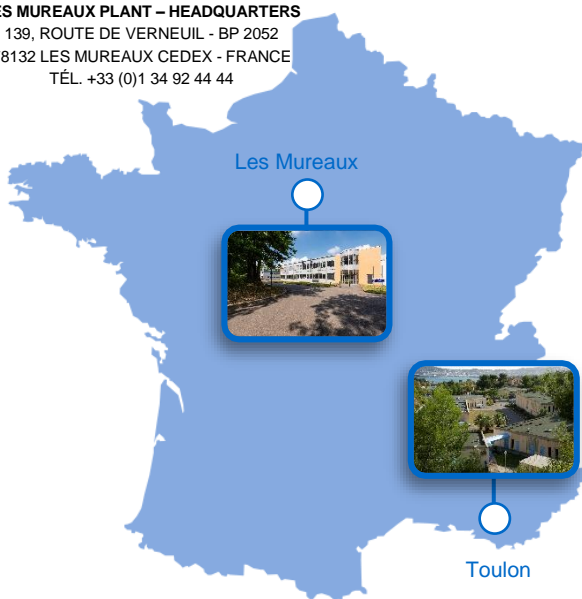 ES MUREAUX PLANT – HEADQUARTERS
139, ROUTE DE VERNEUIL - BP 2052
78132 LES MUREAUX CEDEX - FRANCE
TÉL. +33 (0)1 34 92 44 44
Les Mureaux
Toulon